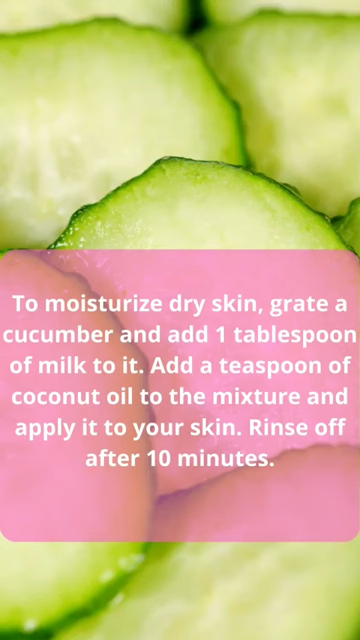 To moisturize dry skin, grate a
cucumber and add 1 tablespoon
of milk to it. Add a teaspoon of
coconut oil to the mixture and
apply it to your skin. Rinse off
after 10 minutes.